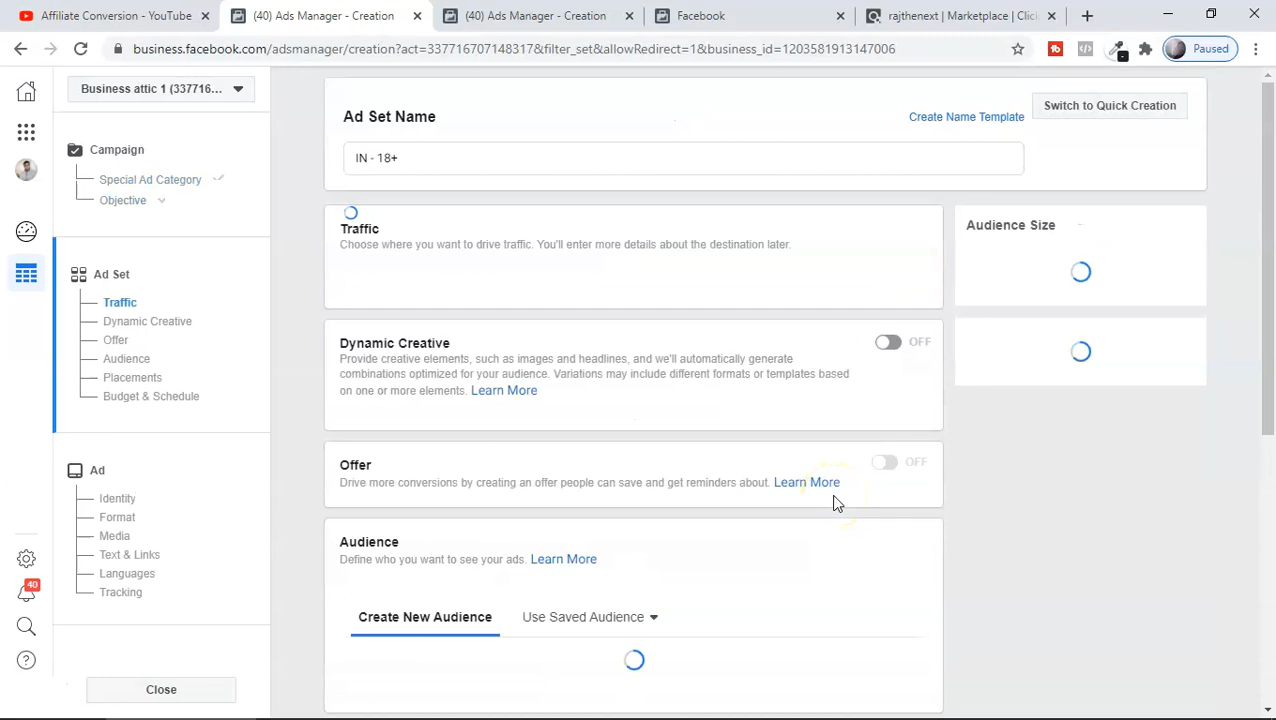 Affiliate Conversion - YouTube
(40) Ads Manager - Creation
(40) Ads Manager - Creation
Facebook
rajthenext | Marketplace | Click
business.facebook.com/adsmanager/creation?act=337716707148317&filter_set&allowRedirect=1&business_id=1203581913147006
Paused
Business attic 1 (337716...
Campaign
Special Ad Category
Objective
Ad Set
Traffic
Dynamic Creative
Offer
Audience
Placements
Budget & Schedule
Ad
Identity
Format
Media
Text & Links
Languages
Tracking
40
Close
Ad Set Name
Create Name Template
Switch to Quick Creation
IN - 18+
Traffic
Choose where you want to drive traffic. You'll enter more details about the destination later.
Audience Size
Dynamic Creative
OFF
Provide creative elements, such as images and headlines, and we'll automatically generate
combinations optimized for your audience. Variations may include different formats or templates based
on one or more elements. Learn More
Offer
OFF
Drive more conversions by creating an offer people can save and get reminders about. Learn More
Audience
Define who you want to see your ads. Learn More
Create New Audience
Use Saved Audience